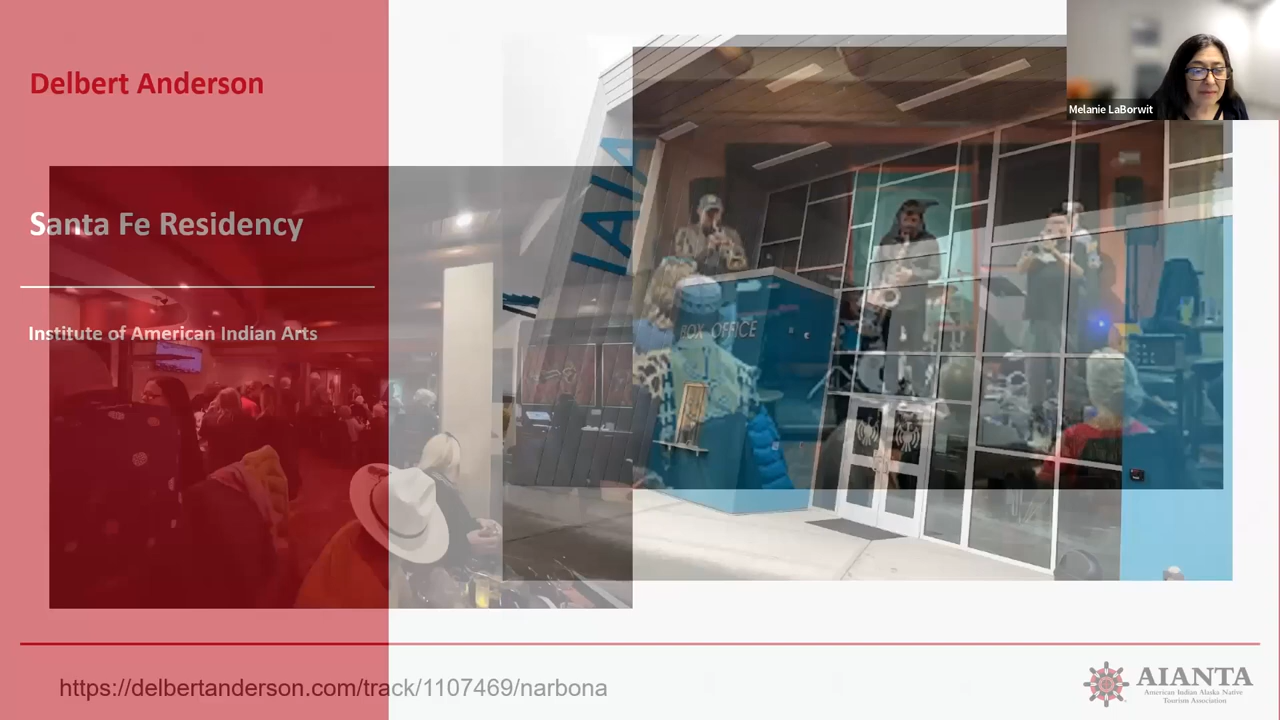 Delbert Anderson
Santa Fe Residency
Institute of American Indian Arts
IAIA
BOX OFFICE
Melanie LaBorwit
https://delbertanderson.com/track/1107469/narbona
AIANTA
American Indian Alaska Native
Tourism Association